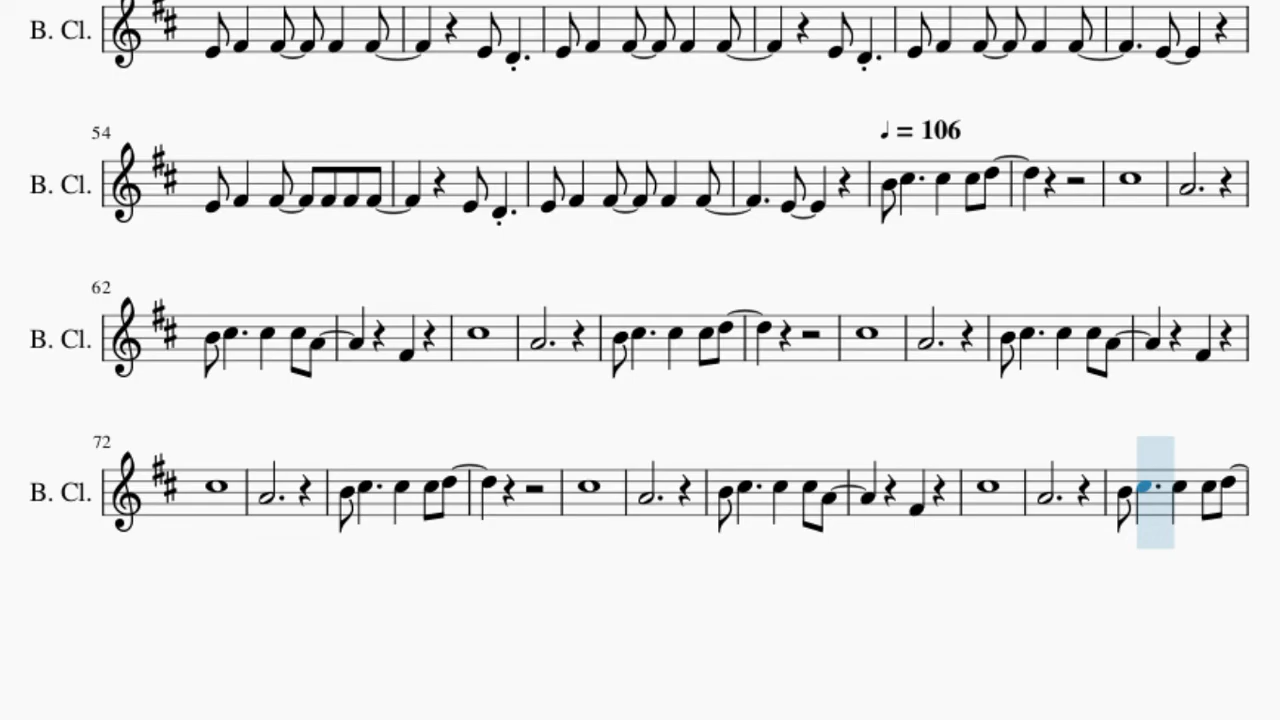 B. Cl.
♩ = 106
54
B. Cl.
62
B. Cl.
72
B. Cl.